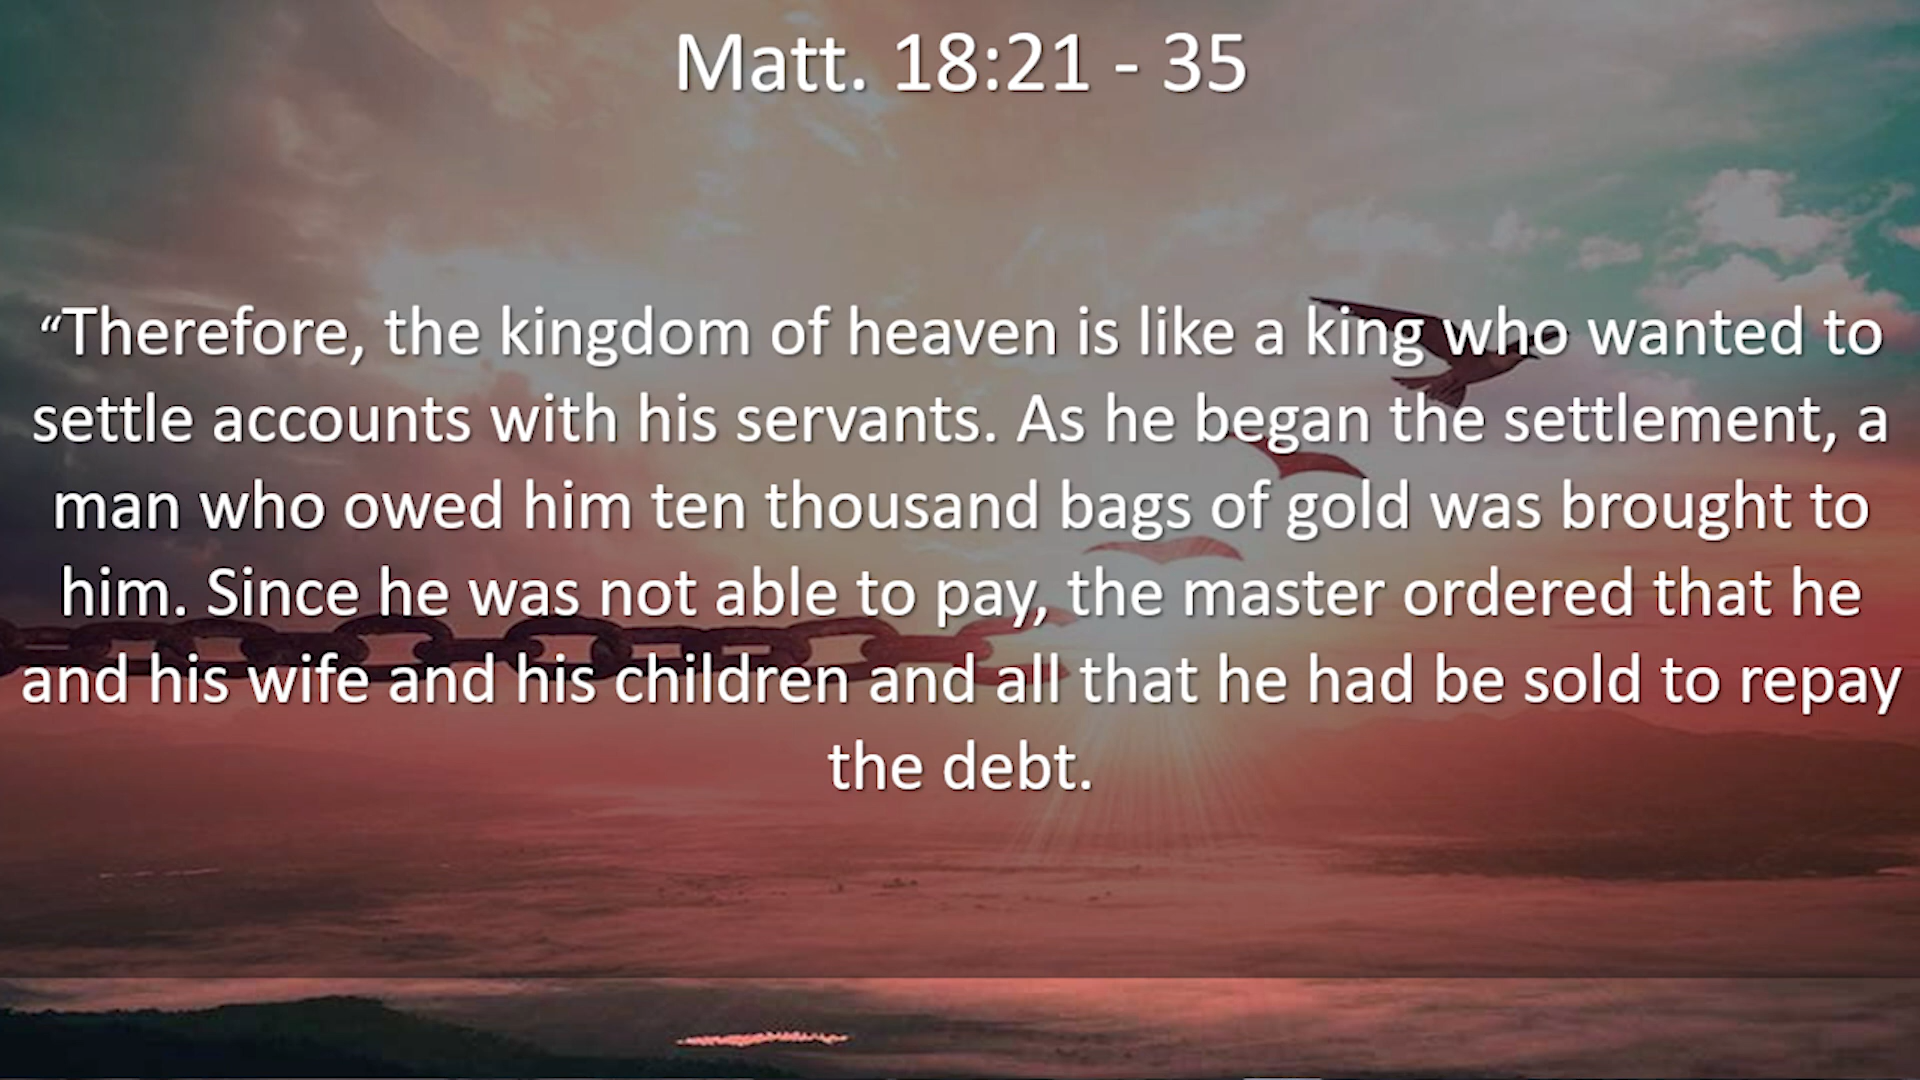 Matt. 18:21 - 35
“Therefore, the kingdom of heaven is like a king who wanted to
settle accounts with his servants. As he began the settlement, a
man who owed him ten thousand bags of gold was brought to
him. Since he was not able to pay, the master ordered that he
and his wife and his children and all that he had be sold to repay
the debt.